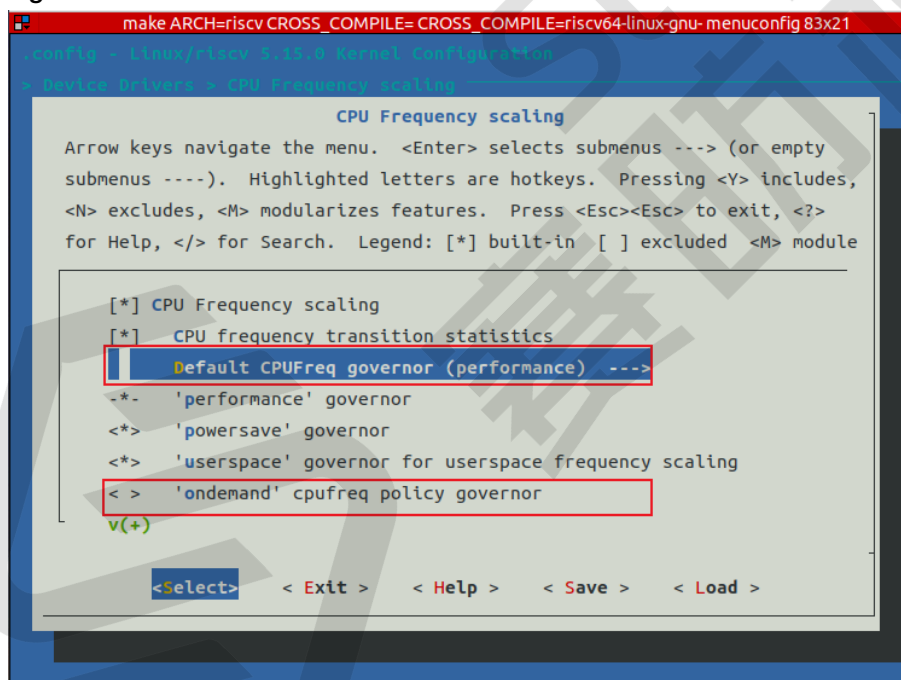 make ARCH=riscv CROSS_COMPILE= CROSS_COMPILE=riscv64-linux-gnu- menuconfig 83x21
.config - Linux/riscv 5.15.0 Kernel Configuration
> Device Drivers > CPU Frequency scaling
CPU Frequency scaling
Arrow keys navigate the menu.  <Enter> selects submenus ---> (or empty
submenus ----).  Highlighted letters are hotkeys.  Pressing <Y> includes,
<N> excludes, <M> modularizes features.  Press <Esc><Esc> to exit, <?>
for Help, </> for Search.  Legend: [*] built-in  [ ] excluded  <M> module
[*] CPU Frequency scaling
[*]   CPU frequency transition statistics
Default CPUFreq governor (performance)  --->
-*-   'performance' governor
<*>   'powersave' governor
<*>   'userspace' governor for userspace frequency scaling
< >   'ondemand' cpufreq policy governor
v(+)
<Select>    < Exit >    < Help >    < Save >    < Load >